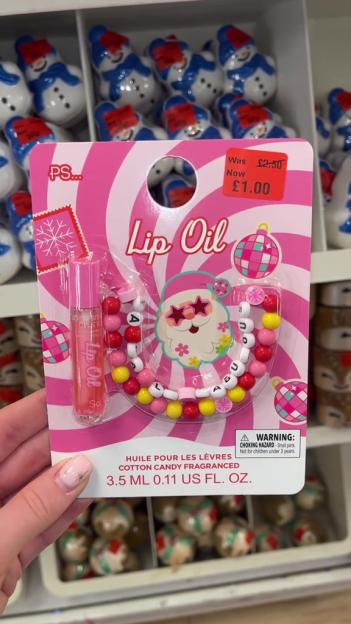 PS...
Was £2.50
Now
£1.00
Lip Oil
Lip Oil
WARNING:
CHOKING HAZARD - Small parts.
Not for children under 3 years.
HUILE POUR LES LÈVRES
COTTON CANDY FRAGRANCED
3.5 ML 0.11 US FL. OZ.